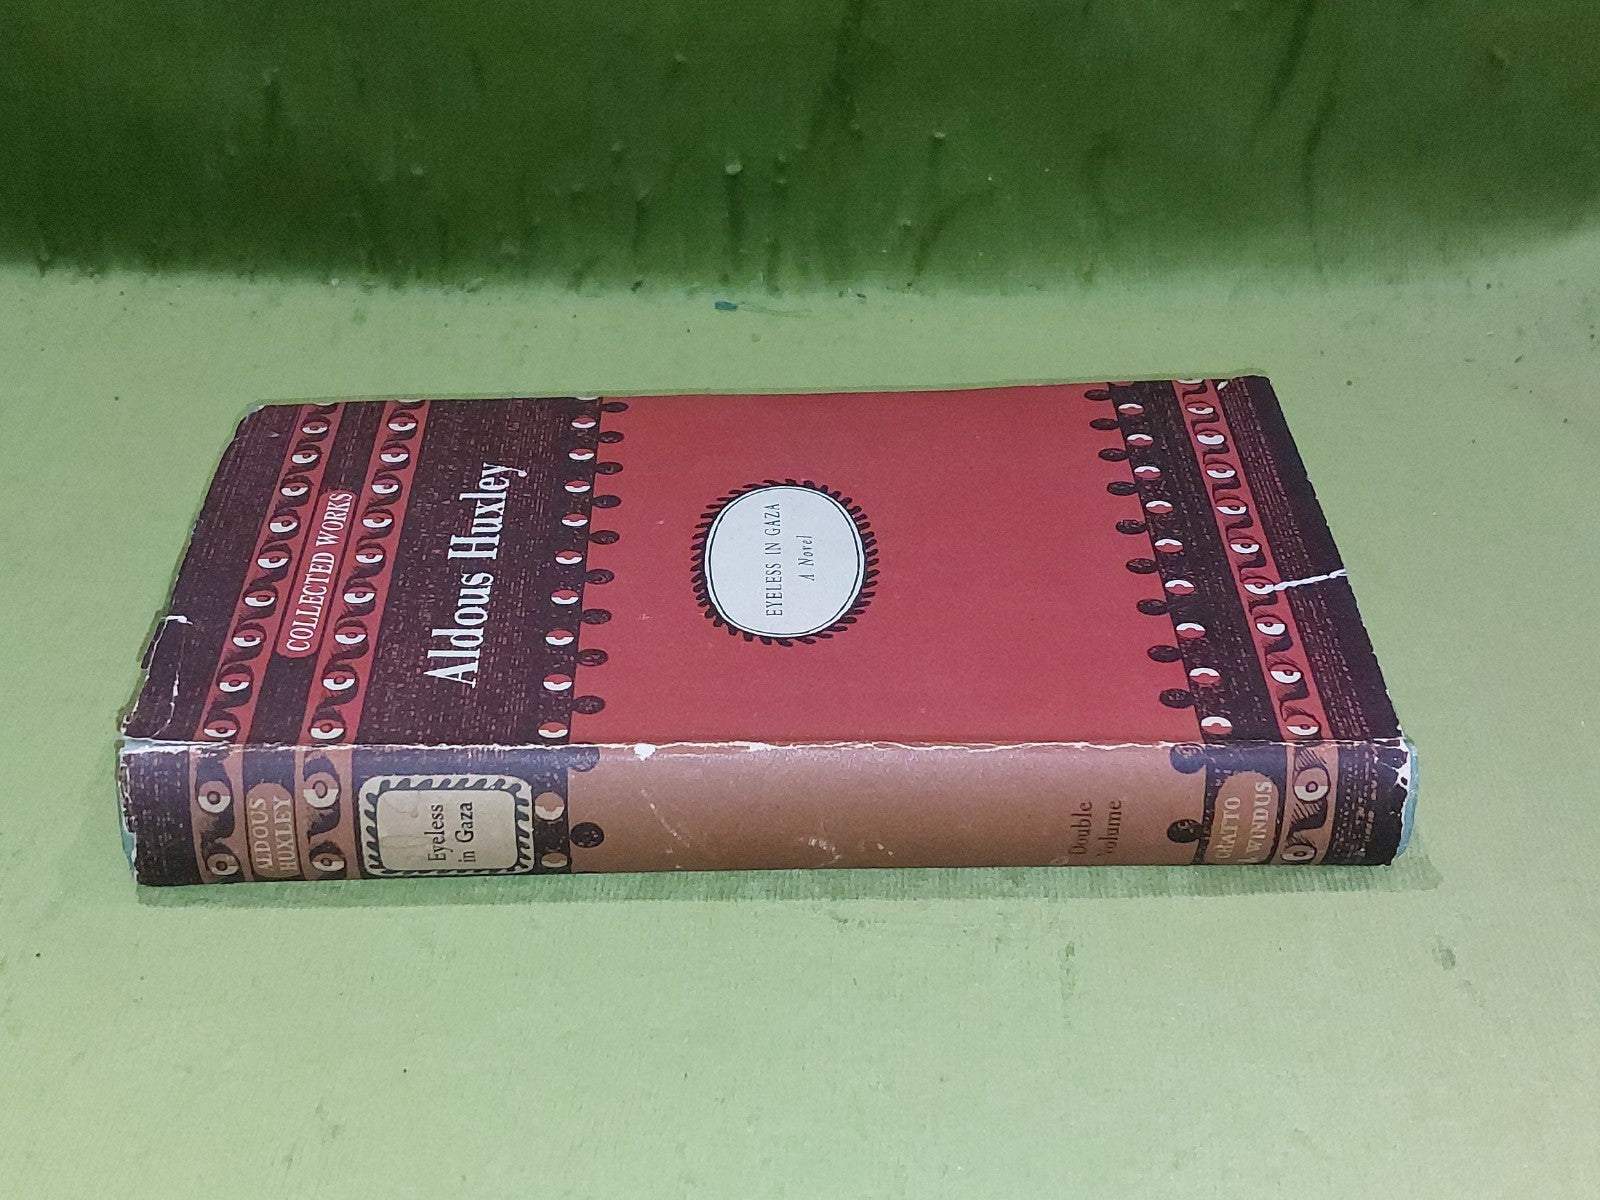 COLLECTED WORKS
Aldous Huxley
EYELESS IN GAZA
A Novel
ALDOUS
HUXLEY
Eyeless
in Gaza
Double
Volume
CHATTO
& WINDUS